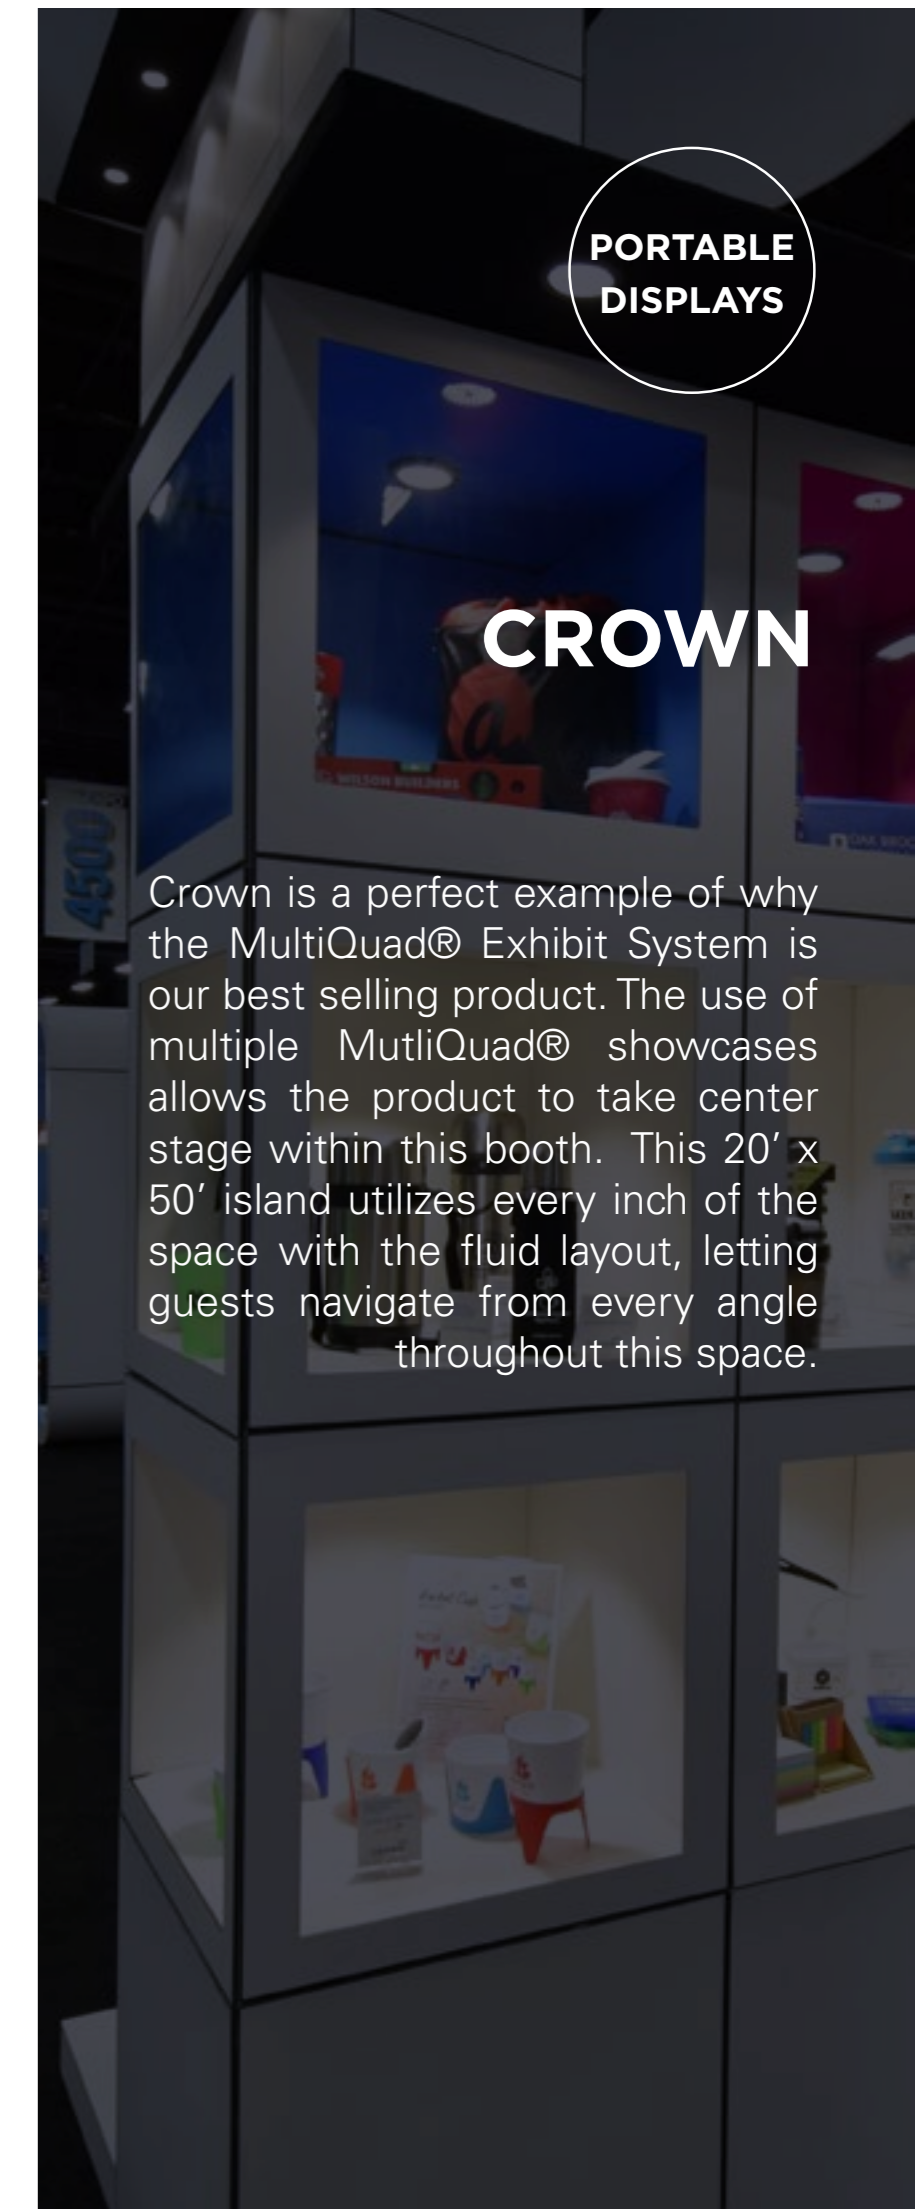 PORTABLE
DISPLAYS
CROWN
WILSON BUILDERS
4500
Crown is a perfect example of why
the MultiQuad® Exhibit System is
our best selling product. The use of
multiple MutliQuad® showcases
allows the product to take center
stage within this booth. This 20’ x
50’ island utilizes every inch of the
space with the fluid layout, letting
guests navigate from every angle
throughout this space.